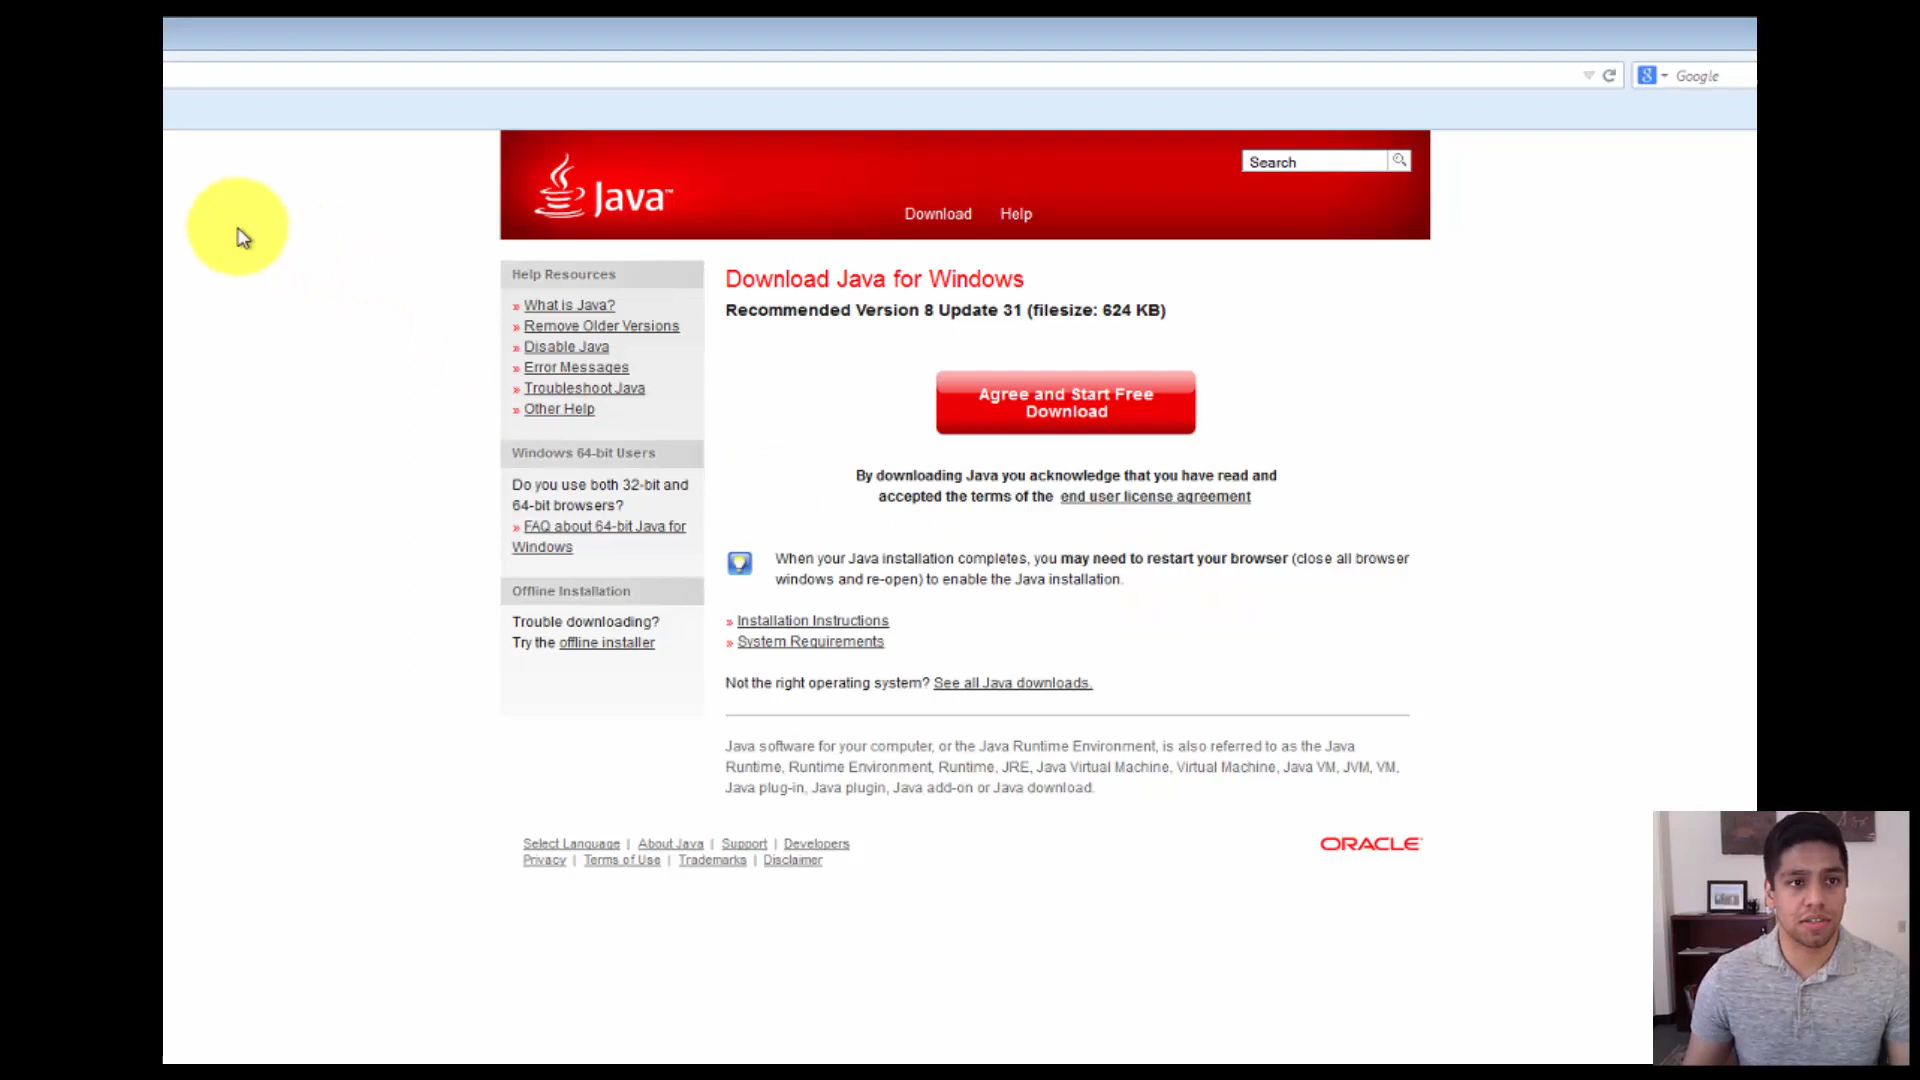 Google
Search
Java™
Download Help
Help Resources
» What is Java?
» Remove Older Versions
» Disable Java
» Error Messages
» Troubleshoot Java
» Other Help
Windows 64-bit Users
Do you use both 32-bit and
64-bit browsers?
» FAQ about 64-bit Java for
Windows
Offline Installation
Trouble downloading?
Try the offline installer
Download Java for Windows
Recommended Version 8 Update 31 (filesize: 624 KB)
Agree and Start Free
Download
By downloading Java you acknowledge that you have read and
accepted the terms of the end user license agreement
When your Java installation completes, you may need to restart your browser (close all browser
windows and re-open) to enable the Java installation.
» Installation Instructions
» System Requirements
Not the right operating system? See all Java downloads.
Java software for your computer, or the Java Runtime Environment, is also referred to as the Java
Runtime, Runtime Environment, Runtime, JRE, Java Virtual Machine, Virtual Machine, Java VM, JVM, VM,
Java plug-in, Java plugin, Java add-on or Java download.
Select Language | About Java | Support | Developers
Privacy | Terms of Use | Trademarks | Disclaimer
ORACLE